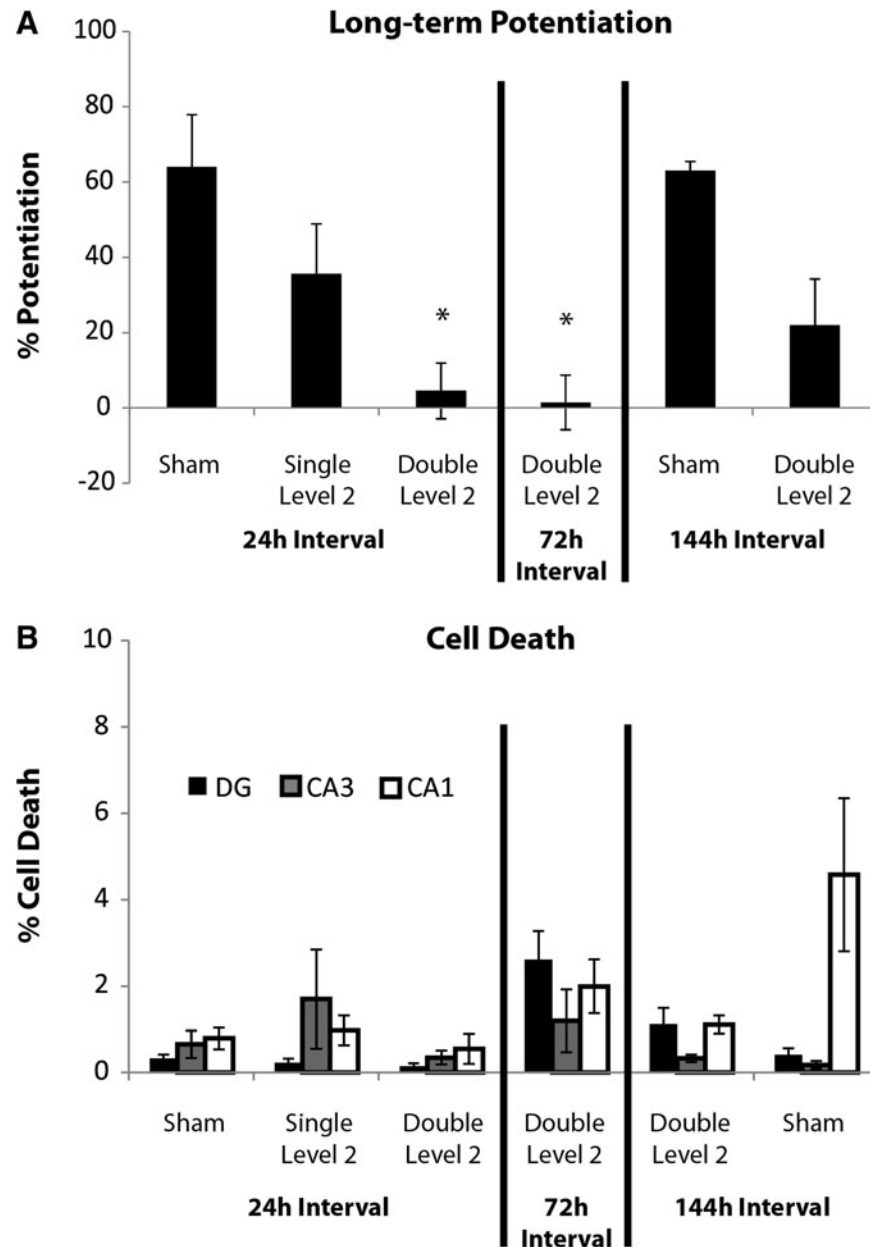 A
Long-term Potentiation
% Potentiation
100
80
60
40
20
0
-20
*
*
Sham
Single
Level 2
Double
Level 2
Double
Level 2
Sham
Double
Level 2
24h Interval
72h
Interval
144h Interval
B
Cell Death
% Cell Death
10
8
6
4
2
0
DG CA3 CA1
Sham
Single
Level 2
Double
Level 2
Double
Level 2
Double
Level 2
Sham
24h Interval
72h
Interval
144h Interval